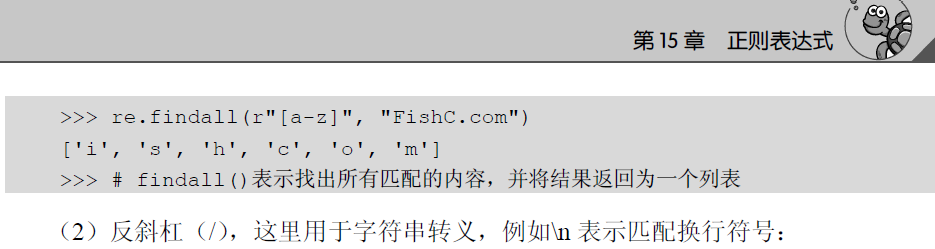 第 15 章 正则表达式
>>> re.findall(r"[a-z]", "FishC.com")
['i', 's', 'h', 'c', 'o', 'm']
>>> # findall()表示找出所有匹配的内容，并将结果返回为一个列表
（2）反斜杠（/），这里用于字符串转义，例如\n 表示匹配换行符号：